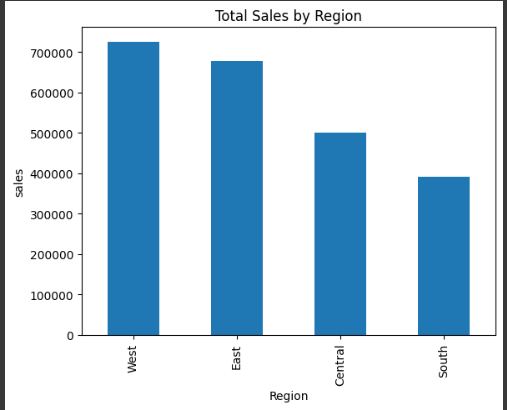 Total Sales by Region
sales
700000
600000
500000
400000
300000
200000
100000
0
West
East
Central
South
Region